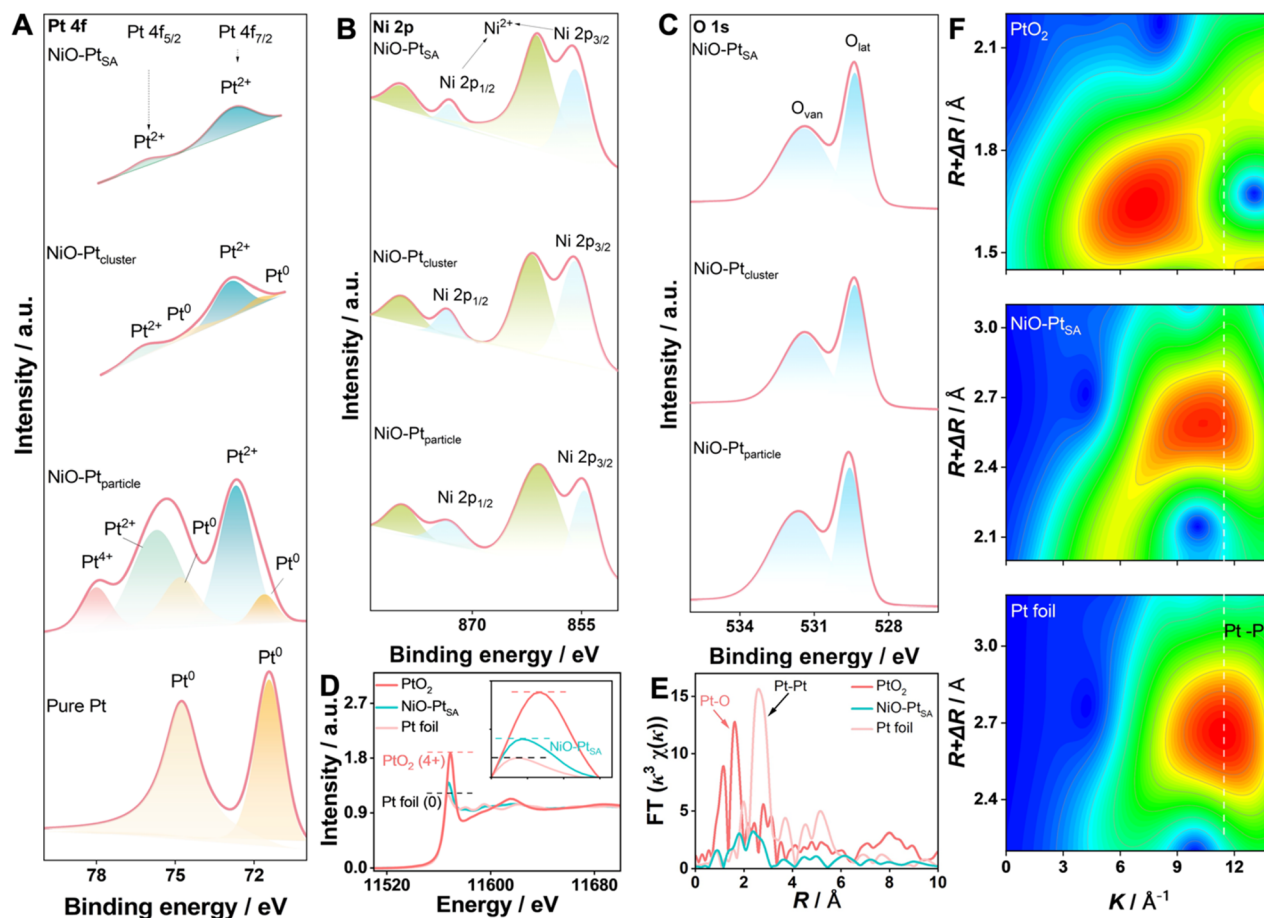 A
Pt 4f
Pt 4f5/2
Pt 4f7/2
NiO-PtSA
Pt2+
Pt2+
NiO-Ptcluster
Pt2+
Pt0
Pt2+
Pt0
NiO-Ptparticle
Pt2+
Pt2+
Pt0
Pt4+
Pt0
Pure Pt
Pt0
Pt0
Intensity / a.u.
78
75
72
Binding energy / eV
B
Ni 2p
Ni2+
Ni 2p3/2
NiO-PtSA
Ni 2p1/2
NiO-Ptcluster
Ni 2p3/2
Ni 2p1/2
NiO-Ptparticle
Ni 2p3/2
Ni 2p1/2
Intensity / a.u.
870
855
Binding energy / eV
C
O 1s
NiO-PtSA
Olat
Ovan
NiO-Ptcluster
NiO-Ptparticle
Intensity / a.u.
534
531
528
Binding energy / eV
D
PtO2
NiO-PtSA
Pt foil
NiO-PtSA
PtO2 (4+)
Pt foil (0)
Intensity / a.u.
2.7
1.8
0.9
0.0
11520
11600
11680
Energy / eV
E
Pt-Pt
Pt-O
PtO2
NiO-PtSA
Pt foil
FT (κ3 χ(κ))
15
10
5
0
0
2
4
6
8
10
R / Å
F
PtO2
R+ΔR / Å
2.1
1.8
1.5
NiO-PtSA
R+ΔR / Å
3.0
2.7
2.4
2.1
Pt foil
Pt -P
R+ΔR / Å
3.0
2.7
2.4
0
3
6
9
12
K / Å-1